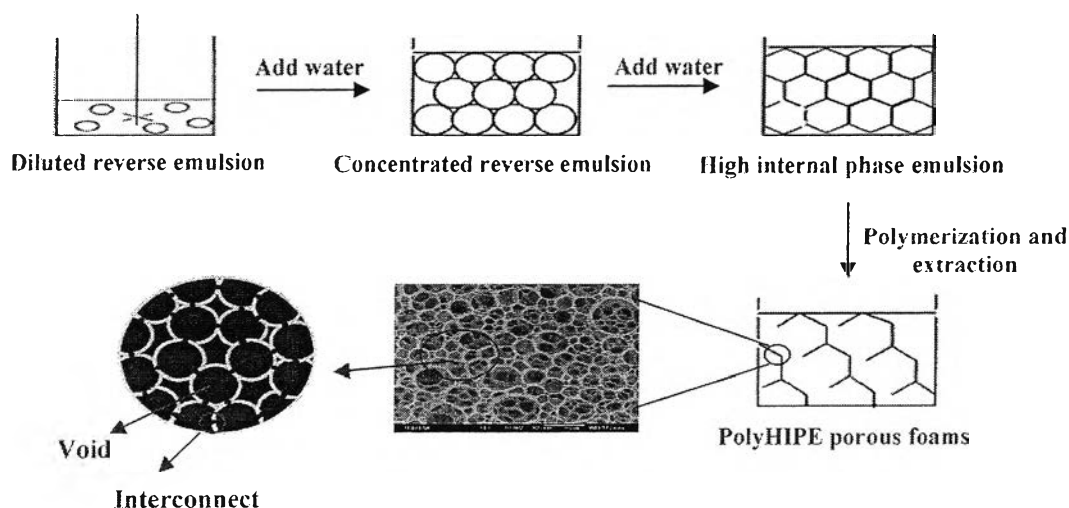 Add water
Add water
Diluted reverse emulsion
Concentrated reverse emulsion
High internal phase emulsion
Polymerization and
extraction
PolyHIPE porous foams
Void
Interconnect